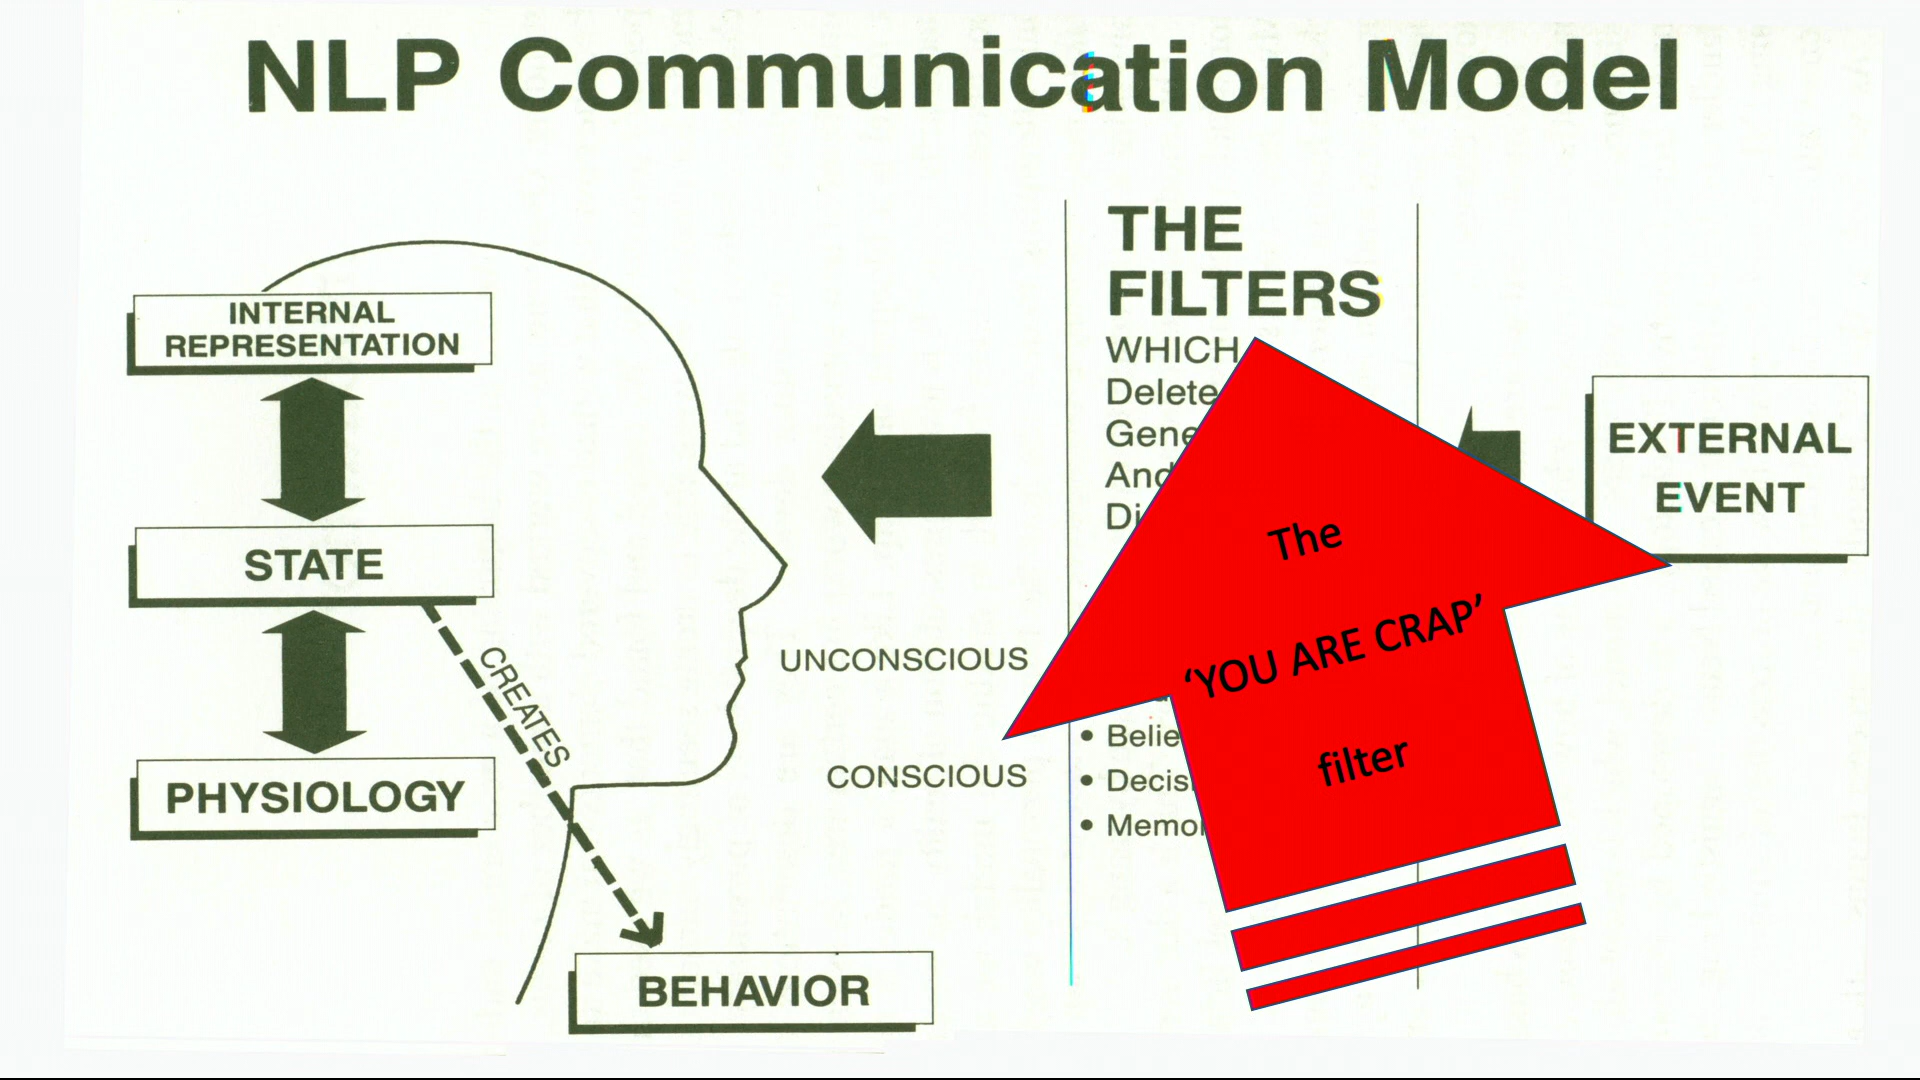 NLP Communication Model
THE
FILTERS
WHICH
Delete
INTERNAL
REPRESENTATION
EXTERNAL
EVENT
STATE
The
'YOU ARE CRAP'
filter
CREATES
UNCONSCIOUS
CONSCIOUS
PHYSIOLOGY
BEHAVIOR